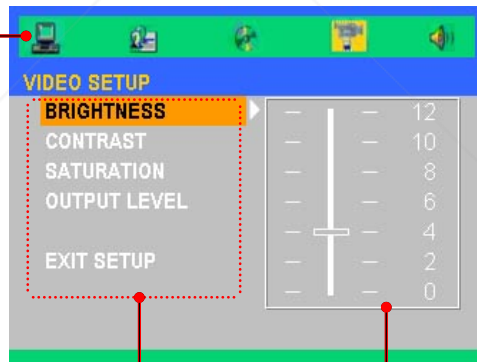 VIDEO SETUP
BRIGHTNESS
CONTRAST
SATURATION
OUTPUT LEVEL
EXIT SETUP
12
10
8
6
4
2
0